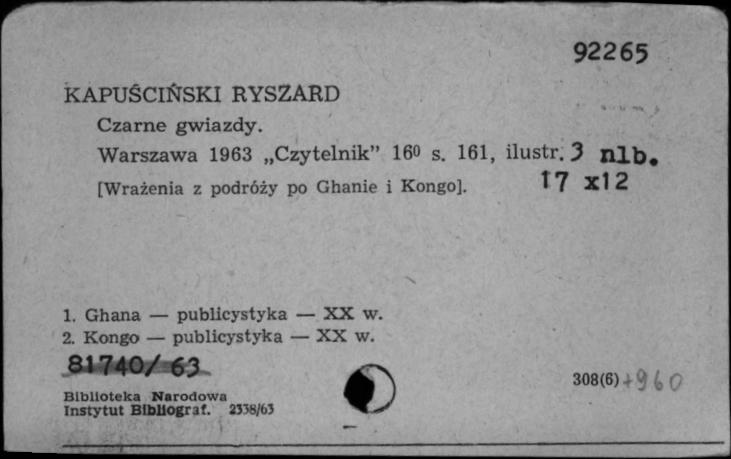 92265
KAPUŚCIŃSKI RYSZARD
Czarne gwiazdy.
Warszawa 1963 „Czytelnik” 16⁰ s. 161, ilustr. 3 nlb.
[Wrażenia z podróży po Ghanie i Kongo]. 17 x12
1. Ghana — publicystyka — XX w.
2. Kongo — publicystyka — XX w.
81740/63
308(6)+960
Biblioteka Narodowa
Instytut Bibliograf. 2338/63